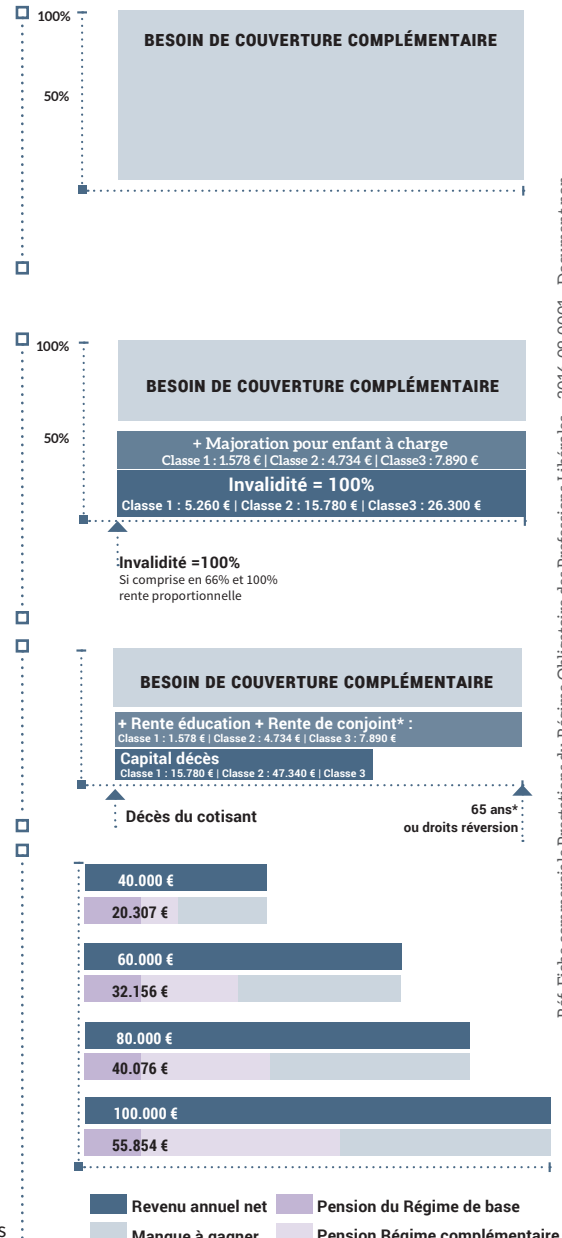 100%
BESOIN DE COUVERTURE COMPLÉMENTAIRE
50%
100%
BESOIN DE COUVERTURE COMPLÉMENTAIRE
50%
+ Majoration pour enfant à charge
Classe 1 : 1.578 € | Classe 2 : 4.734 € | Classe3 : 7.890 €
Invalidité = 100%
Classe 1 : 5.260 € | Classe 2 : 15.780 € | Classe3 : 26.300 €
Invalidité =100%
Si comprise en 66% et 100%
rente proportionnelle
BESOIN DE COUVERTURE COMPLÉMENTAIRE
+ Rente éducation + Rente de conjoint* :
Classe 1 : 1.578 € | Classe 2 : 4.734 € | Classe 3 : 7.890 €
Capital décès
Classe 1 : 15.780 € | Classe 2 : 47.340 € | Classe 3
Décès du cotisant
65 ans*
ou droits réversion
40.000 €
20.307 €
60.000 €
32.156 €
80.000 €
40.076 €
100.000 €
55.854 €
Revenu annuel net
Pension du Régime de base
Manque à gagner
Pension Régime complémentaire
s